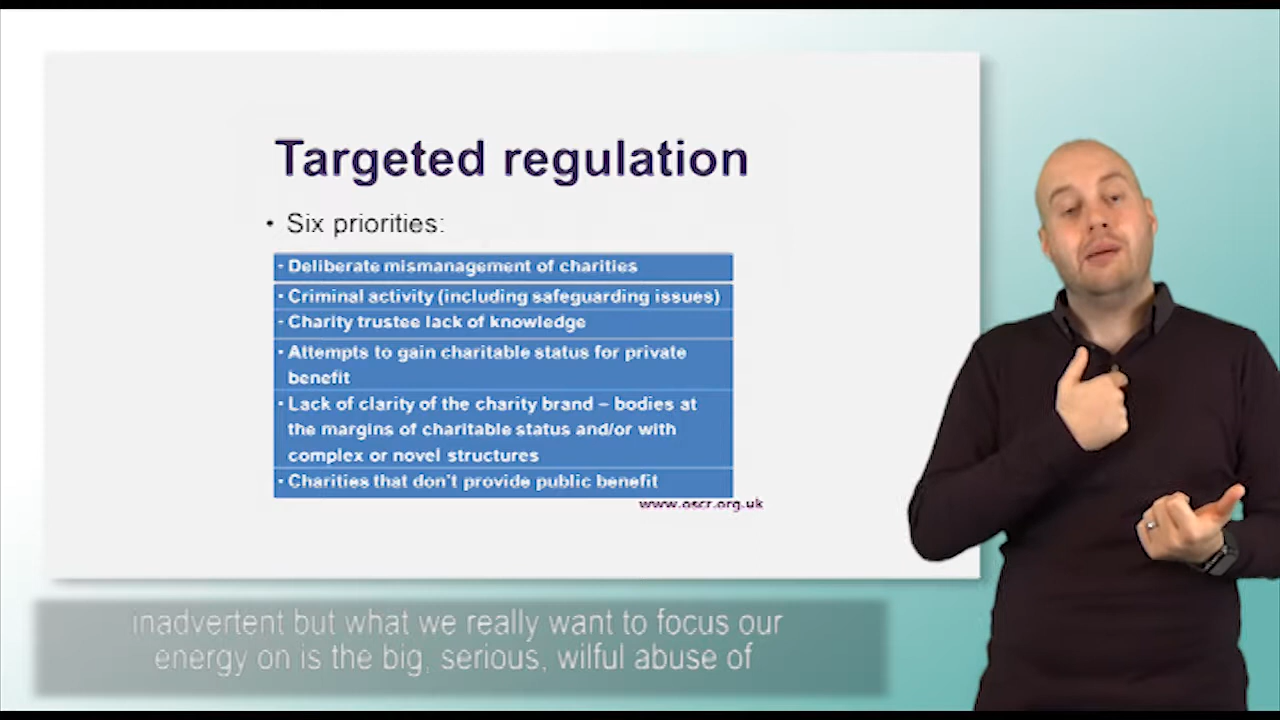 Targeted regulation
• Six priorities:
• Deliberate mismanagement of charities
• Criminal activity (including safeguarding issues)
• Charity trustee lack of knowledge
• Attempts to gain charitable status for private
benefit
• Lack of clarity of the charity brand – bodies at
the margins of charitable status and/or with
complex or novel structures
• Charities that don't provide public benefit
www.oscr.org.uk
inadvertent but what we really want to focus our
energy on is the big, serious, wilful abuse of